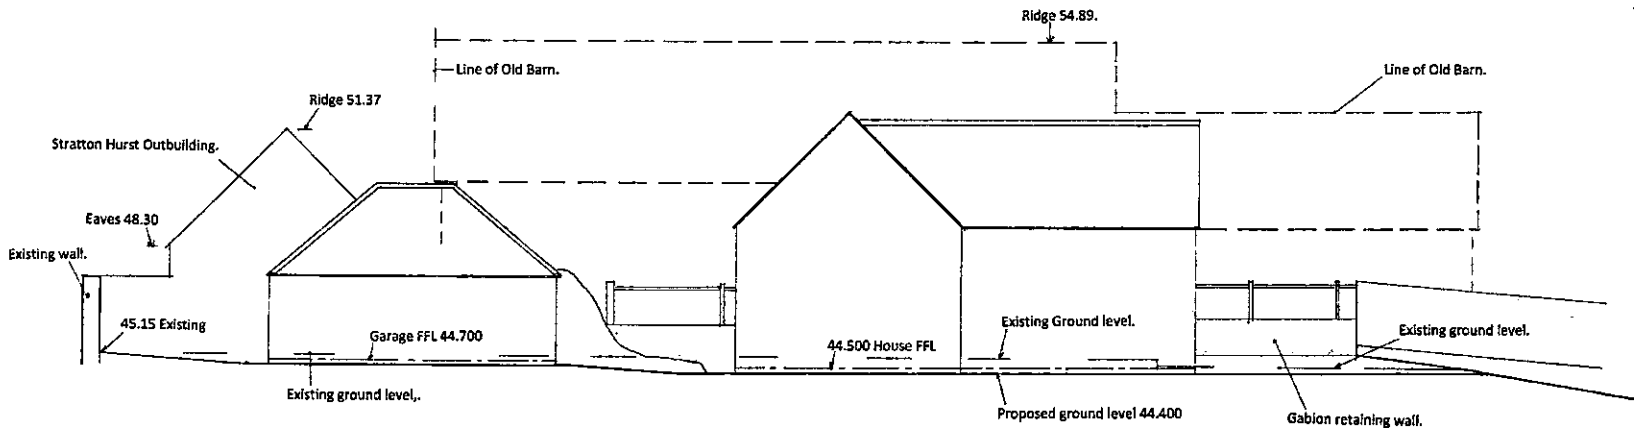 Ridge 54.89.
Line of Old Barn.
Line of Old Barn.
Ridge 51.37
Stratton Hurst Outbuilding.
Eaves 48.30
Existing wall.
45.15 Existing
Garage FFL 44.700
Existing Ground level.
Existing ground level.
44.500 House FFL
Existing ground level,.
Proposed ground level 44.400
Gabion retaining wall.